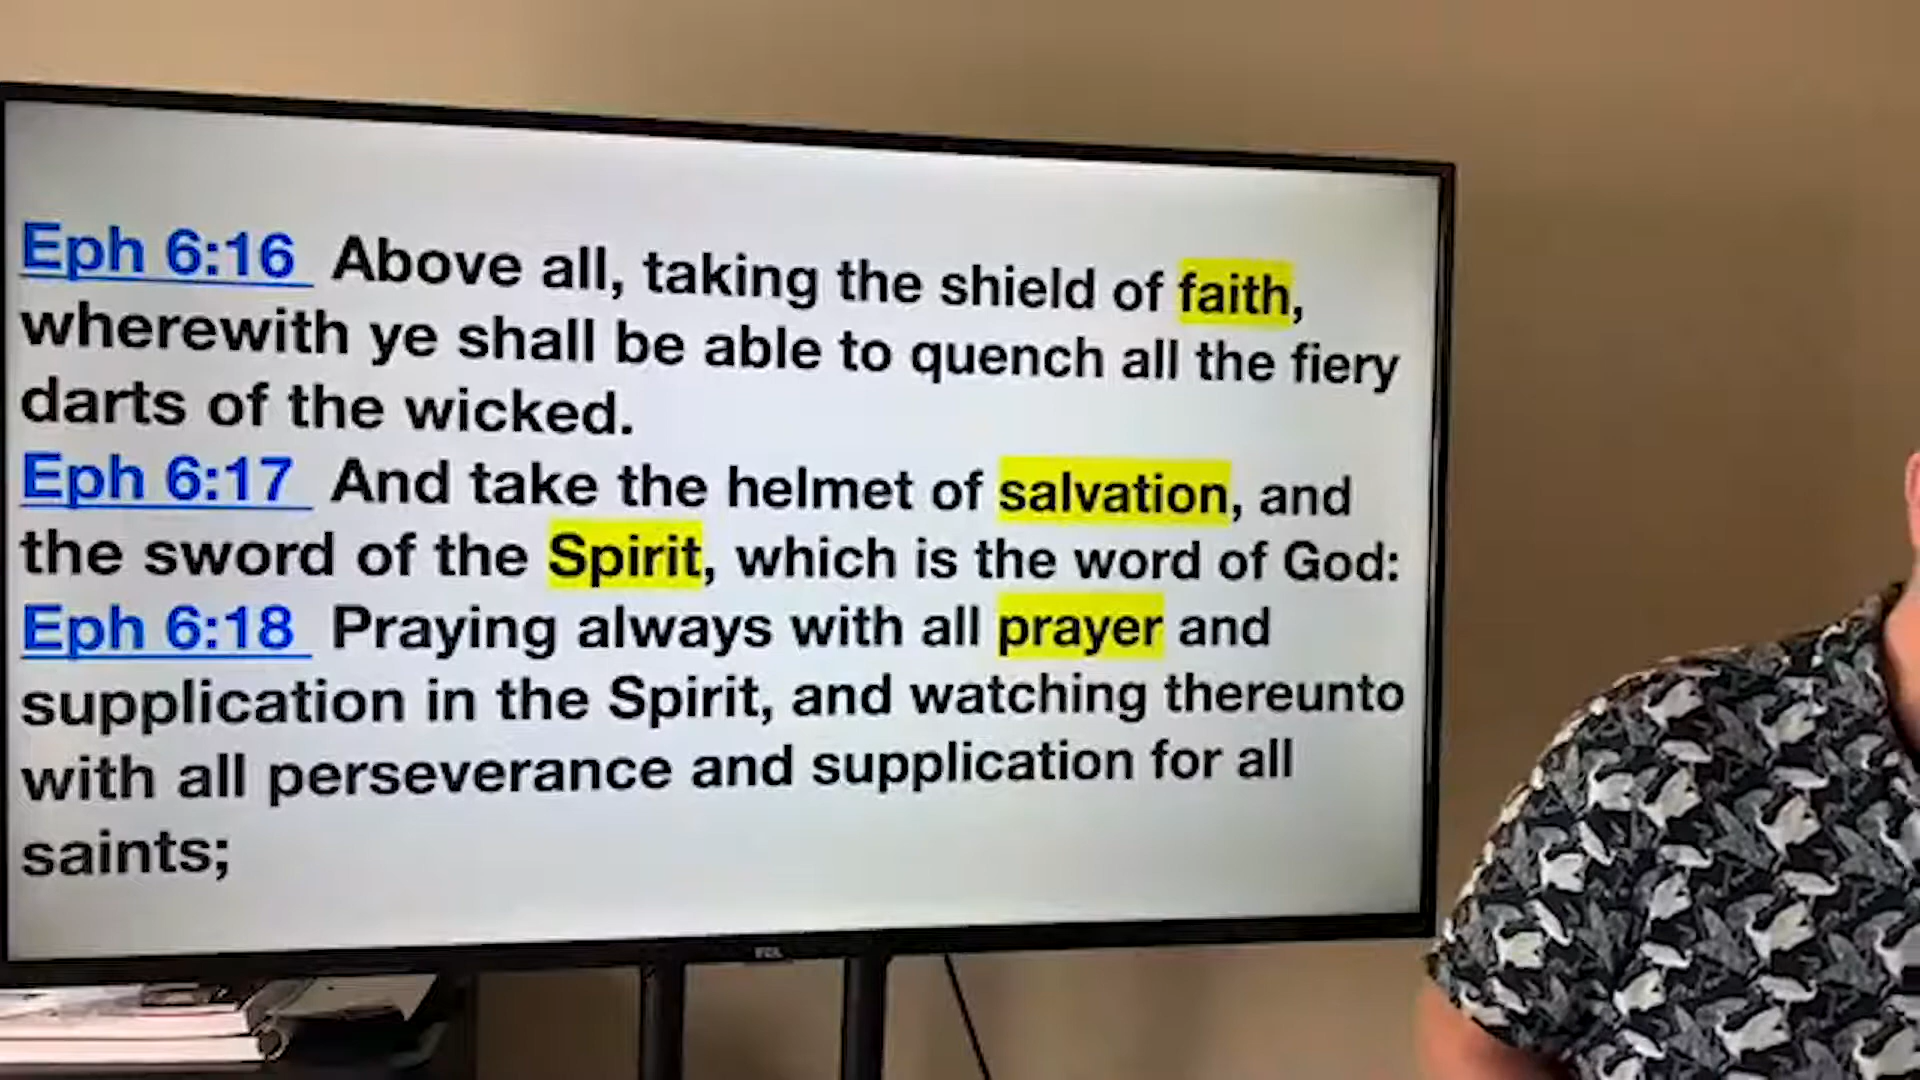 Eph 6:16 Above all, taking the shield of faith,
wherewith ye shall be able to quench all the fiery
darts of the wicked.
Eph 6:17 And take the helmet of salvation, and
the sword of the Spirit, which is the word of God:
Eph 6:18 Praying always with all prayer and
supplication in the Spirit, and watching thereunto
with all perseverance and supplication for all
saints;
TCL